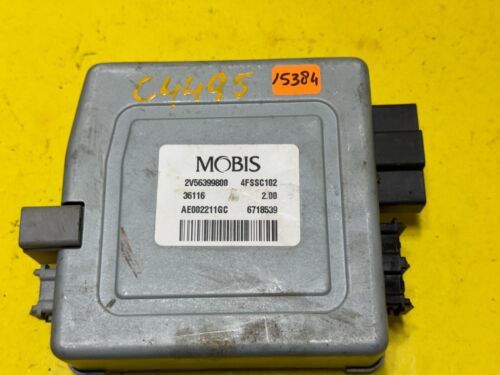 C4495
15384
MOBIS
2V56399800 4FSSC102
36116 2.00
AE002211GC 6718539